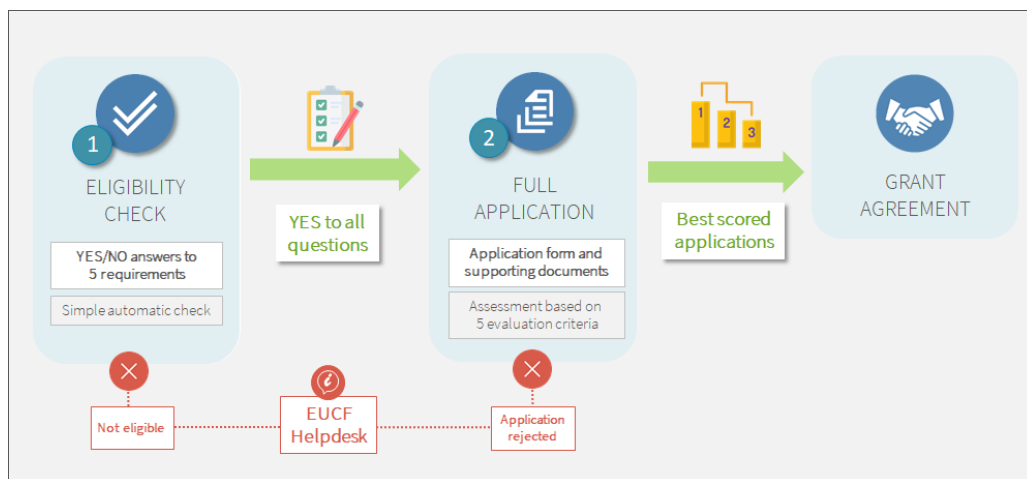 1
ELIGIBILITY
CHECK
YES/NO answers to
5 requirements
Simple automatic check
YES to all
questions
2
FULL
APPLICATION
Application form and
supporting documents
Assessment based on
5 evaluation criteria
1
2
3
Best scored
applications
GRANT
AGREEMENT
Not eligible
i
EUCF
Helpdesk
Application
rejected